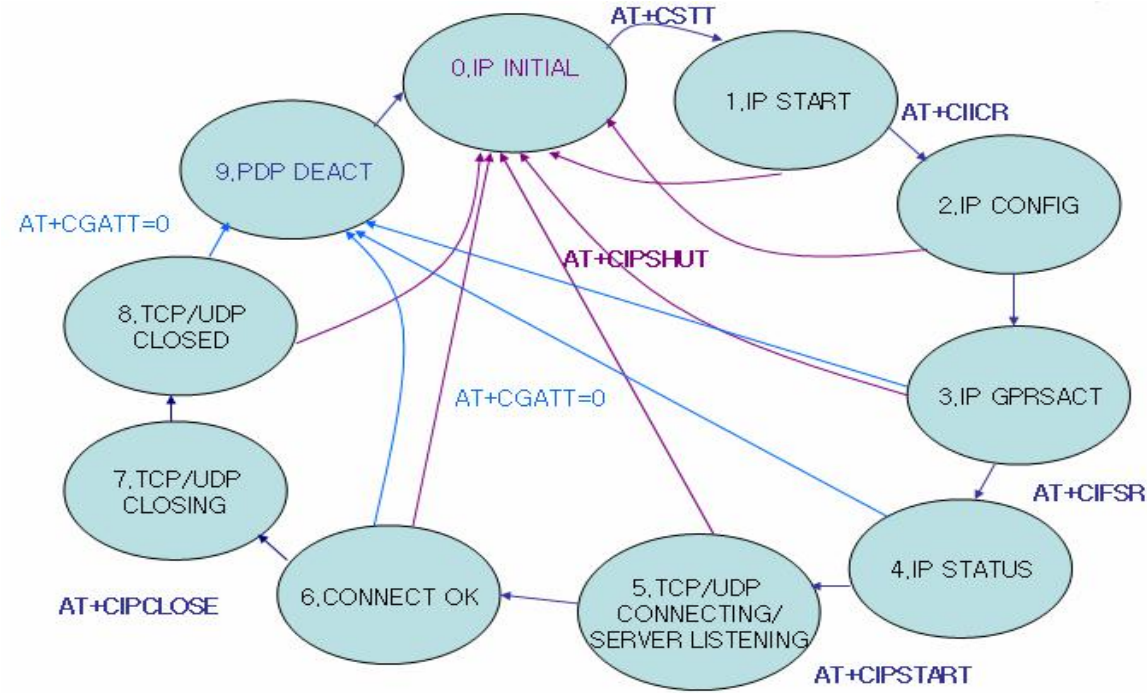 AT+CSTT
0,IP INITIAL
1,IP START
AT+CIICR
9,PDP DEACT
2,IP CONFIG
AT+CGATT=0
AT+CIPSHUT
8,TCP/UDP
CLOSED
AT+CGATT=0
3,IP GPRSACT
7,TCP/UDP
CLOSING
AT+CIFSR
4,IP STATUS
6,CONNECT OK
5,TCP/UDP
CONNECTING/
SERVER LISTENING
AT+CIPCLOSE
AT+CIPSTART